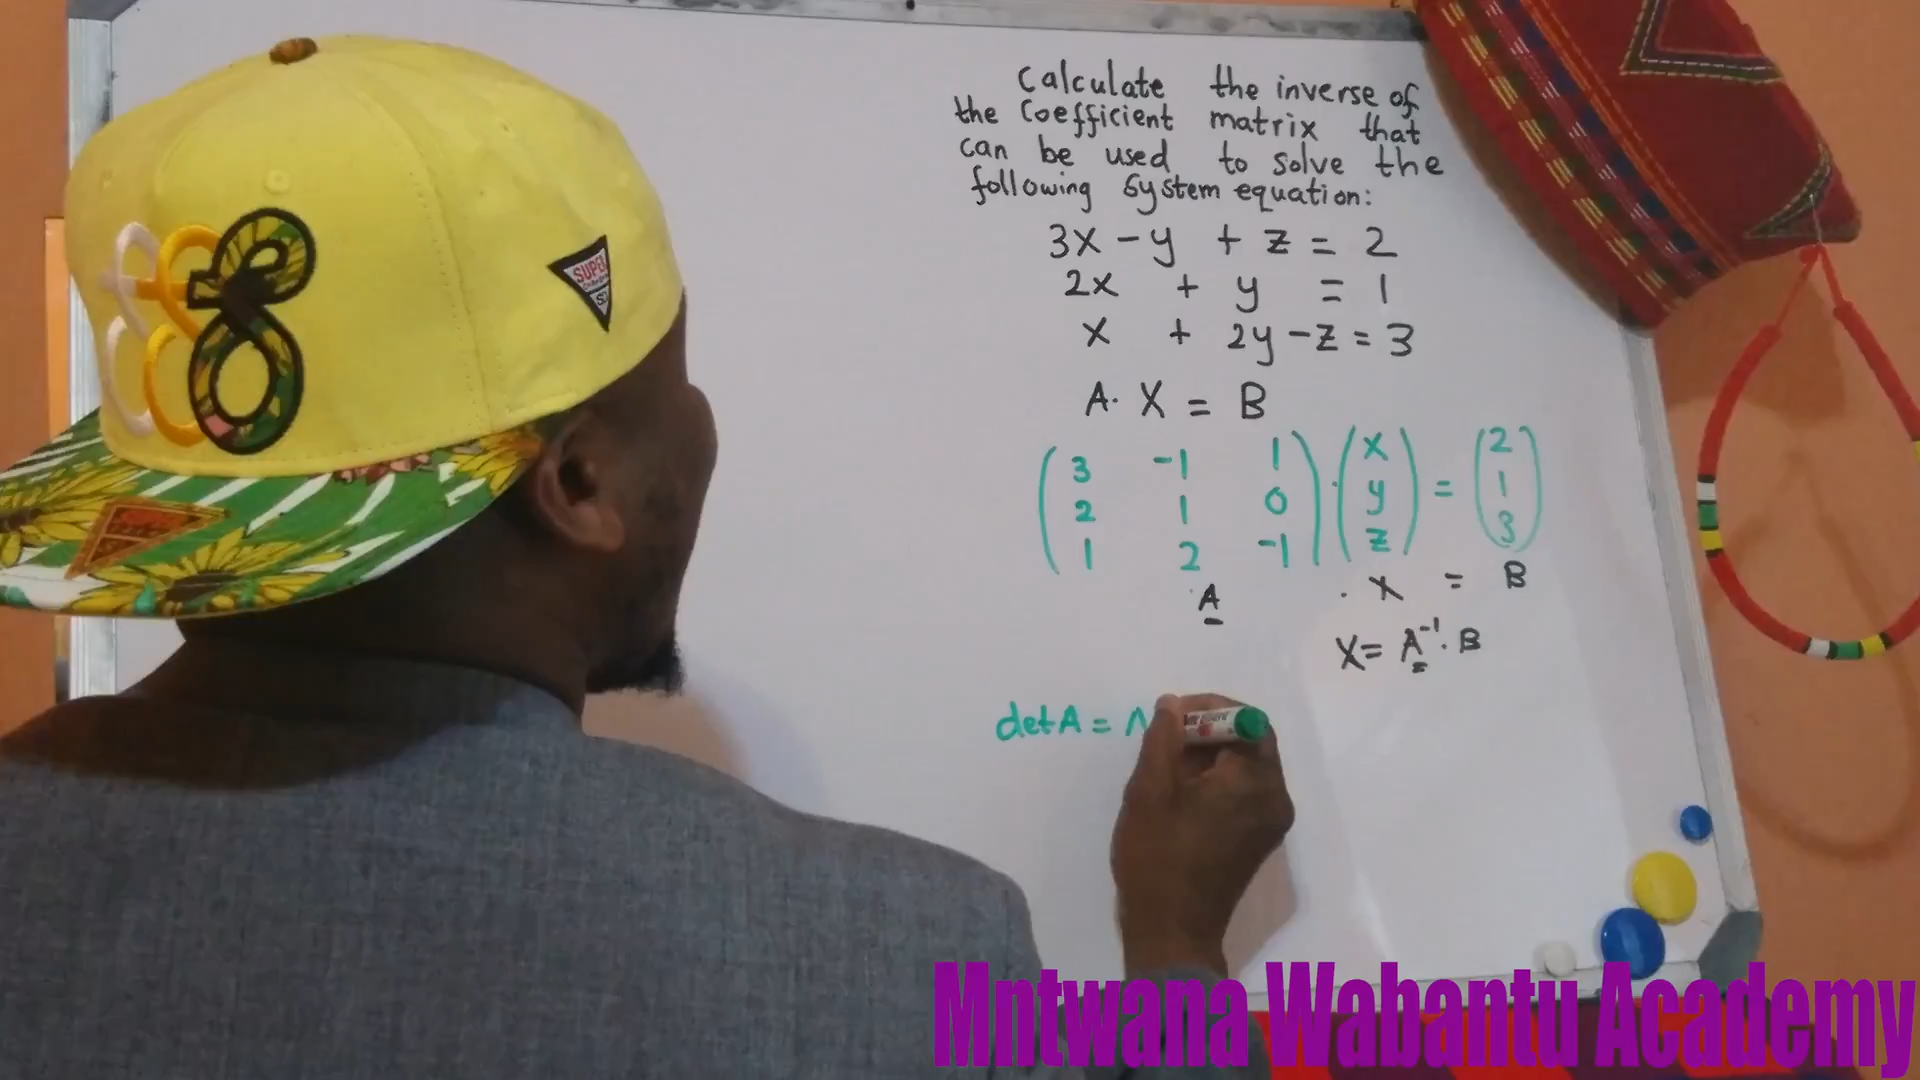 Calculate the inverse of
the Coefficient matrix that
can be used to solve the
following System equation:
3x - y + z = 2
2x + y = 1
x + 2y - z = 3
A. X = B
3 -1 1 x 2
2 1 0 . y = 1
1 2 -1 z 3
A . X = B
X = A⁻¹. B
det A =
SUPER
Mntwana Wabantu Academy